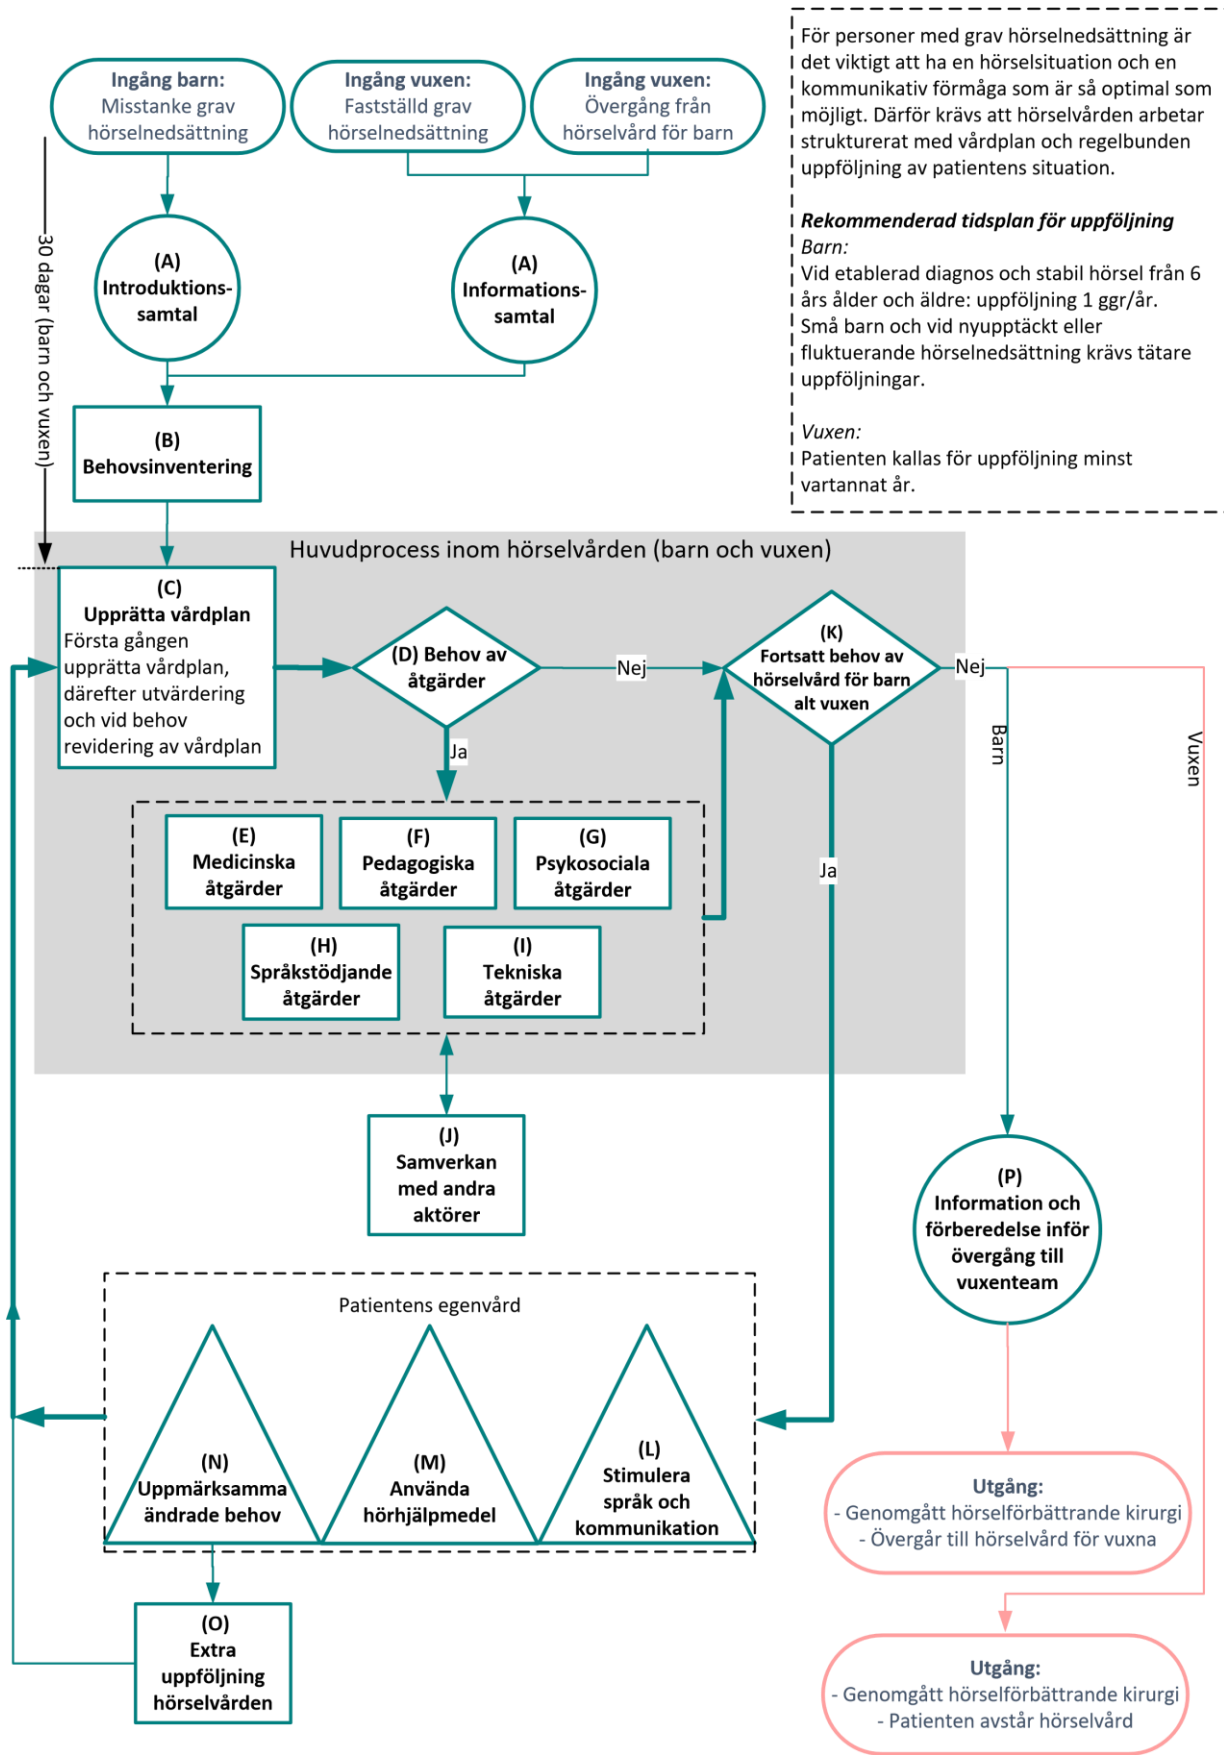 För personer med grav hörselnedsättning är
det viktigt att ha en hörselsituation och en
kommunikativ förmåga som är så optimal som
möjligt. Därför krävs att hörselvården arbetar
strukturerat med vårdplan och regelbunden
uppföljning av patientens situation.
Rekommenderad tidsplan för uppföljning
Barn:
Vid etablerad diagnos och stabil hörsel från 6
års ålder och äldre: uppföljning 1 ggr/år.
Små barn och vid nyupptäckt eller
fluktuerande hörselnedsättning krävs tätare
uppföljningar.
Vuxen:
Patienten kallas för uppföljning minst
vartannat år.
Ingång barn:
Misstanke grav
hörselnedsättning
Ingång vuxen:
Fastställd grav
hörselnedsättning
Ingång vuxen:
Övergång från
hörselvård för barn
30 dagar (barn och vuxen)
(A)
Introduktions-
samtal
(A)
Informations-
samtal
(B)
Behovsinventering
Huvudprocess inom hörselvården (barn och vuxen)
(C)
Upprätta vårdplan
Första gången
upprätta vårdplan,
därefter utvärdering
och vid behov
revidering av vårdplan
(D) Behov av
åtgärder
Nej
Ja
(K)
Fortsatt behov av
hörselvård för barn
alt vuxen
Nej
Barn
Vuxen
Ja
(E)
Medicinska
åtgärder
(F)
Pedagogiska
åtgärder
(G)
Psykosociala
åtgärder
(H)
Språkstödjande
åtgärder
(I)
Tekniska
åtgärder
(J)
Samverkan
med andra
aktörer
(P)
Information och
förberedelse inför
övergång till
vuxenteam
Patientens egenvård
(N)
Uppmärksamma
ändrade behov
(M)
Använda
hörhjälpmedel
(L)
Stimulera
språk och
kommunikation
(O)
Extra
uppföljning
hörselvården
Utgång:
- Genomgått hörselförbättrande kirurgi
- Övergår till hörselvård för vuxna
Utgång:
- Genomgått hörselförbättrande kirurgi
- Patienten avstår hörselvård